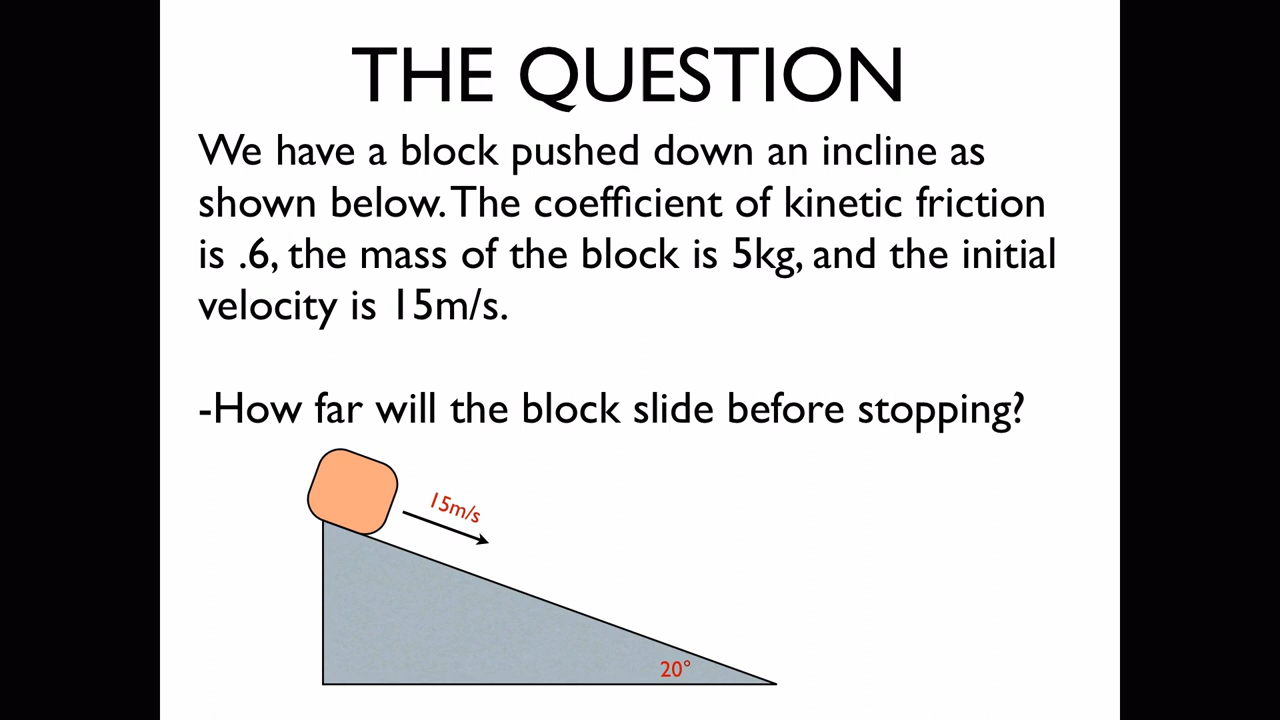 THE QUESTION
We have a block pushed down an incline as
shown below. The coefficient of kinetic friction
is .6, the mass of the block is 5kg, and the initial
velocity is 15m/s.
-How far will the block slide before stopping?
15m/s
20°